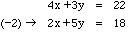 4x+3y = 22
(−2) → 2x+5y = 18